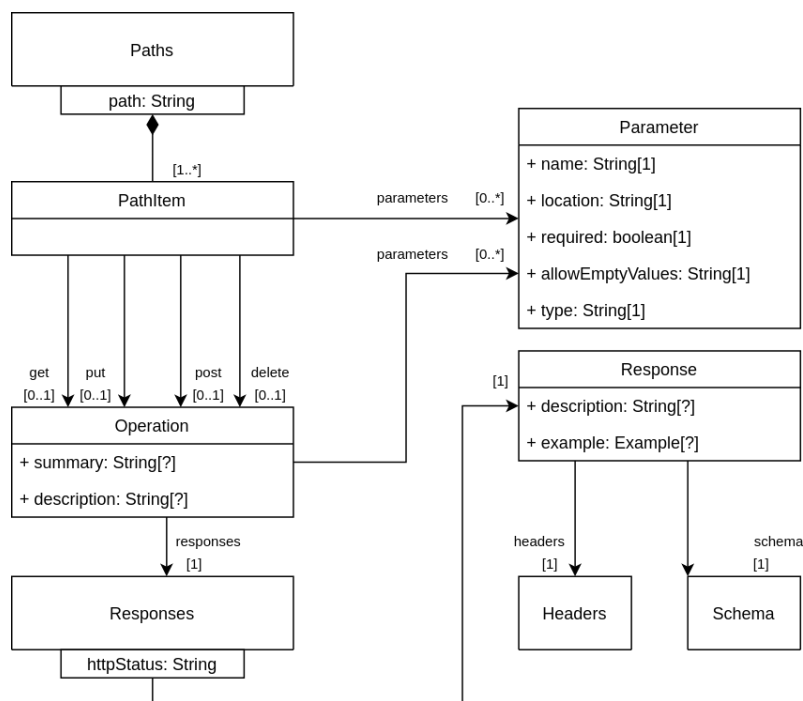 Paths
path: String
[1..*]
PathItem
parameters [0..*]
parameters [0..*]
get put post delete
[0..1] [0..1] [0..1] [0..1]
Operation
+ summary: String[?]
+ description: String[?]
responses
[1]
Responses
httpStatus: String
Parameter
+ name: String[1]
+ location: String[1]
+ required: boolean[1]
+ allowEmptyValues: String[1]
+ type: String[1]
[1]
Response
+ description: String[?]
+ example: Example[?]
headers
[1]
schema
[1]
Headers
Schema